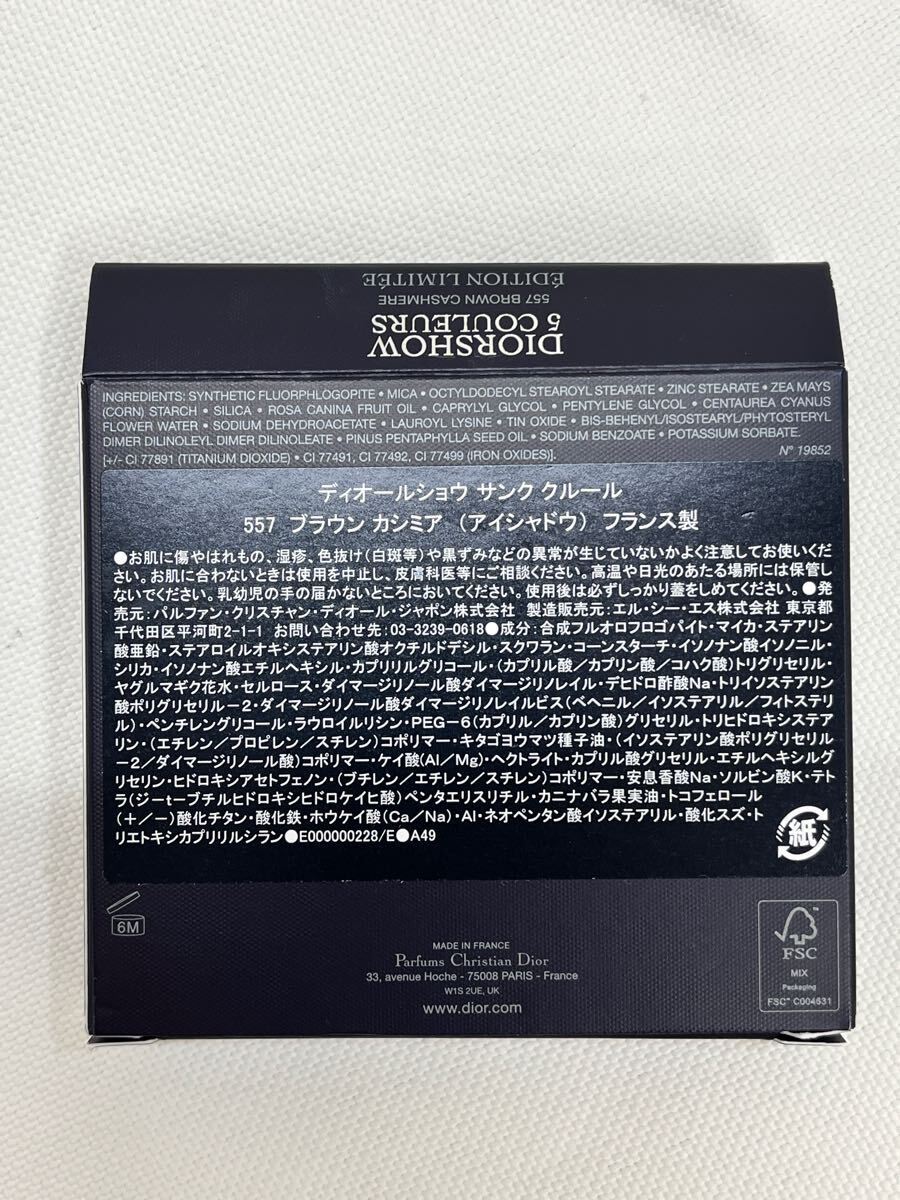 ÉDITION LIMITÉE
557 BROWN CASHMERE
5 COULEURS
DIORSHOW
INGREDIENTS: SYNTHETIC FLUORPHLOGOPITE • MICA • OCTYLDODECYL STEAROYL STEARATE • ZINC STEARATE • ZEA MAYS
(CORN) STARCH • SILICA • ROSA CANINA FRUIT OIL • CAPRYLYL GLYCOL • PENTYLENE GLYCOL • CENTAUREA CYANUS
FLOWER WATER • SODIUM DEHYDROACETATE • LAUROYL LYSINE • TIN OXIDE • BIS-BEHENYL/ISOSTEARYL/PHYTOSTERYL
DIMER DILINOLEYL DIMER DILINOLEATE • PINUS PENTAPHYLLA SEED OIL • SODIUM BENZOATE • POTASSIUM SORBATE.
[+/- CI 77891 (TITANIUM DIOXIDE) • CI 77491, CI 77492, CI 77499 (IRON OXIDES)]. N° 19852
ディオールショウ サンク クルール
557 ブラウン カシミア （アイシャドウ） フランス製
●お肌に傷やはれもの、湿疹、色抜け（白斑等）や黒ずみなどの異常が生じていないかよく注意してお使いくだ
さい。お肌に合わないときは使用を中止し、皮膚科医等にご相談ください。高温や日光のあたる場所には保管し
ないでください。乳幼児の手の届かないところにおいてください。使用後は必ずしっかり蓋をしめてください。●発
売元：パルファン・クリスチャン・ディオール・ジャポン株式会社 製造販売元：エル・シー・エス株式会社 東京都
千代田区平河町2-1-1 お問い合わせ先：03-3239-0618●成分：合成フルオロフロゴパイト・マイカ・ステアリン
酸亜鉛・ステアロイルオキシステアリン酸オクチルドデシル・スクワラン・コーンスターチ・イソノナン酸イソノニル・
シリカ・イソノナン酸エチルヘキシル・カプリリルグリコール・（カプリル酸／カプリン酸／コハク酸）トリグリセリル・
ヤグルマギク花水・セルロース・ダイマージリノール酸ダイマージリノレイル・デヒドロ酢酸Na・トリイソステアリン
酸ポリグリセリル－2・ダイマージリノール酸ダイマージリノレイルビス（ベヘニル／イソステアリル／フィトステリ
ル）・ペンチレングリコール・ラウロイルリシン・PEG－6（カプリル／カプリン酸）グリセリル・トリヒドロキシステア
リン・（エチレン／プロピレン／スチレン）コポリマー・キタゴヨウマツ種子油・（イソステアリン酸ポリグリセリル
－2／ダイマージリノール酸）コポリマー・ケイ酸（Al／Mg）・ヘクトライト・カプリル酸グリセリル・エチルヘキシルグ
リセリン・ヒドロキシアセトフェノン・（ブチレン／エチレン／スチレン）コポリマー・安息香酸Na・ソルビン酸K・テト
ラ（ジ－t－ブチルヒドロキシヒドロケイヒ酸）ペンタエリスリチル・カニナバラ果実油・トコフェロール
（＋／－）酸化チタン・酸化鉄・ホウケイ酸（Ca／Na）・Al・ネオペンタン酸イソステアリル・酸化スズ・ト
リエトキシカプリリルシラン●E000000228/E●A49
紙
6M
MADE IN FRANCE
Parfums Christian Dior
33, avenue Hoche - 75008 PARIS - France
W1S 2UE, UK
www.dior.com
FSC
MIX
Packaging
FSC™ C004631